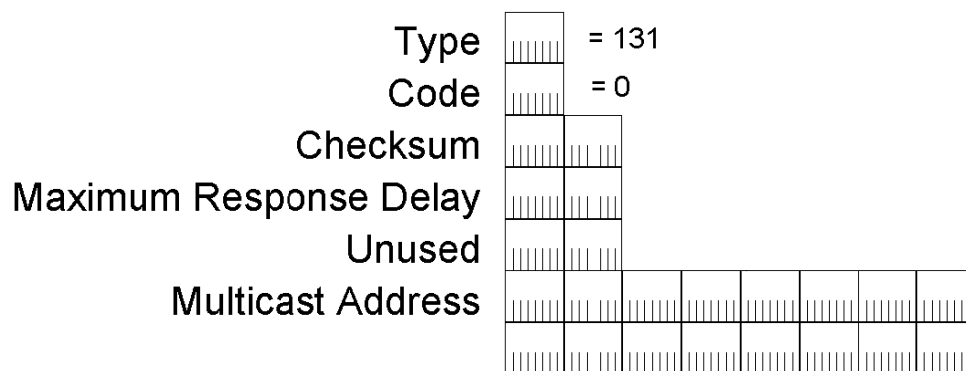 Type = 131
Code = 0
Checksum
Maximum Response Delay
Unused
Multicast Address